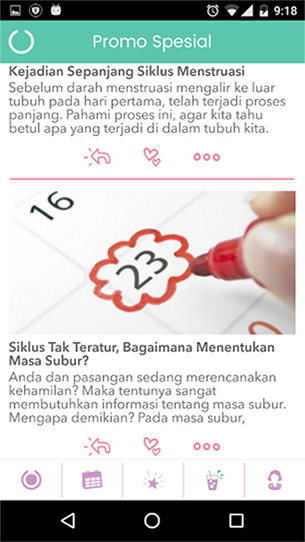 9:18
Promo Spesial
Kejadian Sepanjang Siklus Menstruasi
Sebelum darah menstruasi mengalir ke luar
tubuh pada hari pertama, telah terjadi proses
panjang. Pahami proses ini, agar kita tahu
betul apa yang terjadi di dalam tubuh kita.
16
23
Siklus Tak Teratur, Bagaimana Menentukan
Masa Subur?
Anda dan pasangan sedang merencanakan
kehamilan? Maka tentunya sangat
membutuhkan informasi tentang masa subur.
Mengapa demikian? Pada masa subur,